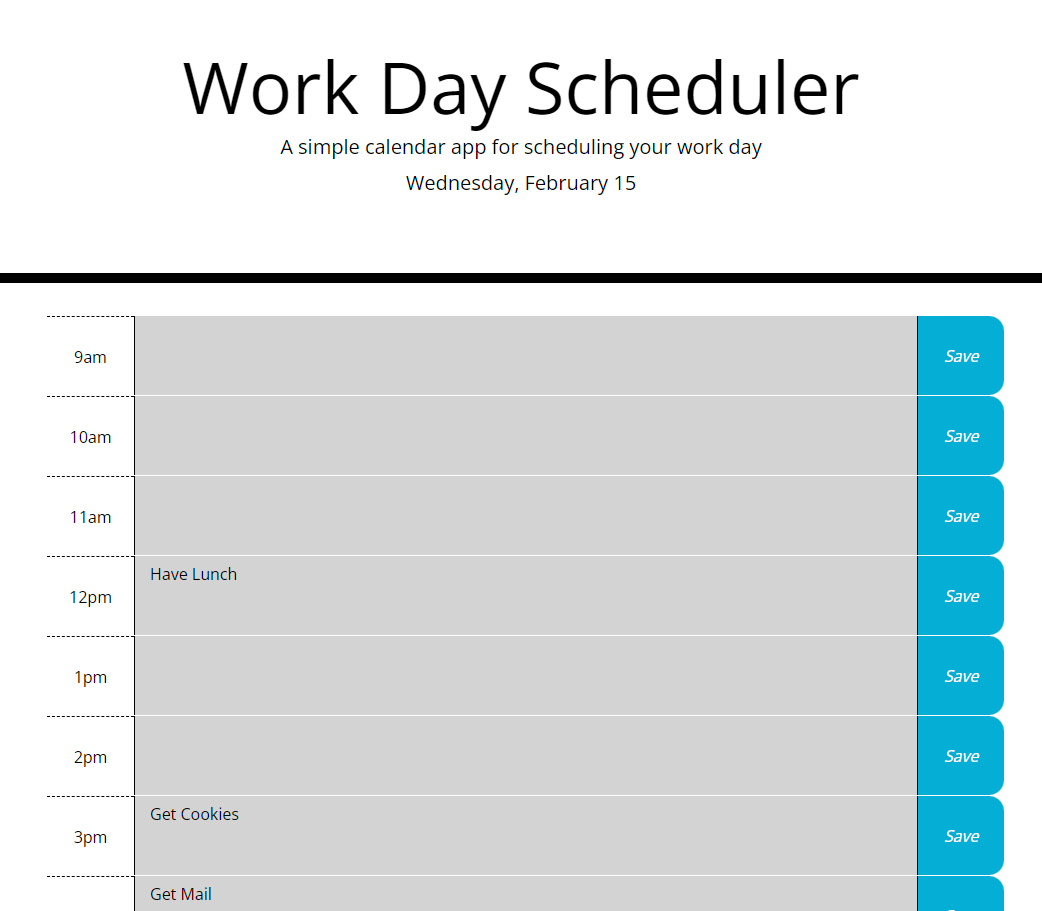 Work Day Scheduler
A simple calendar app for scheduling your work day
Wednesday, February 15
9am
Save
10am
Save
11am
Save
Have Lunch
12pm
Save
1pm
Save
2pm
Save
Get Cookies
3pm
Save
Get Mail